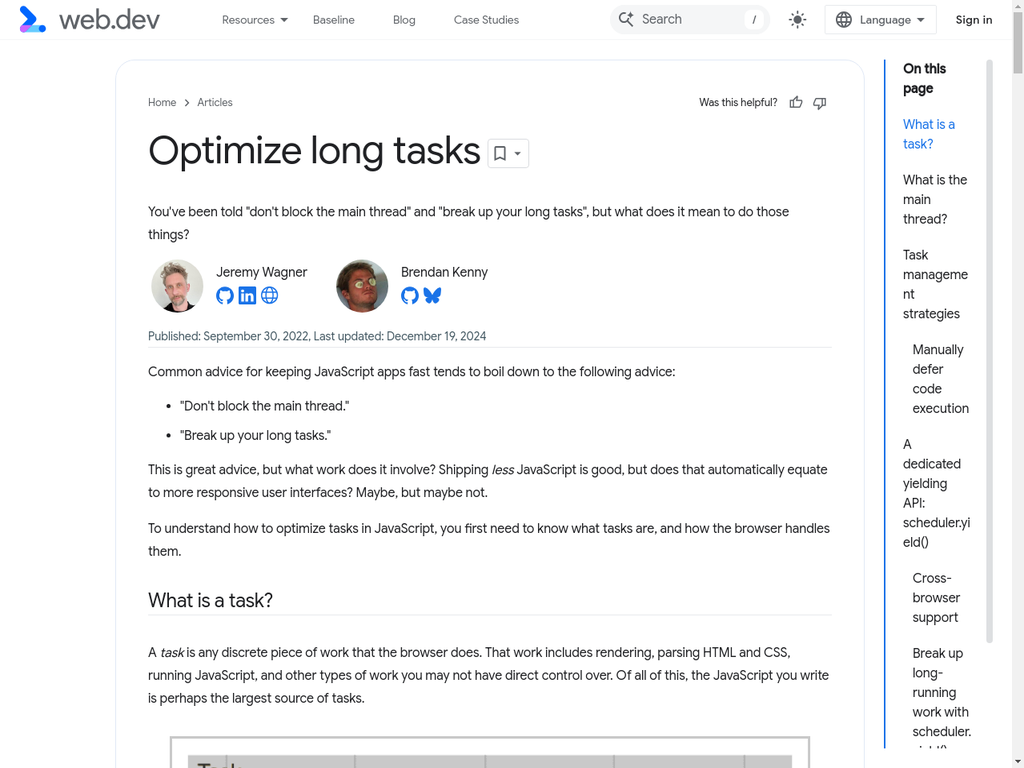 web.dev
Resources
Baseline
Blog
Case Studies
Search
/
Language
Sign in
Home > Articles
Was this helpful?
Optimize long tasks
You've been told "don't block the main thread" and "break up your long tasks", but what does it mean to do those
things?
Jeremy Wagner
Brendan Kenny
Published: September 30, 2022, Last updated: December 19, 2024
Common advice for keeping JavaScript apps fast tends to boil down to the following advice:
• "Don't block the main thread."
• "Break up your long tasks."
This is great advice, but what work does it involve? Shipping less JavaScript is good, but does that automatically equate
to more responsive user interfaces? Maybe, but maybe not.
To understand how to optimize tasks in JavaScript, you first need to know what tasks are, and how the browser handles
them.
What is a task?
A task is any discrete piece of work that the browser does. That work includes rendering, parsing HTML and CSS,
running JavaScript, and other types of work you may not have direct control over. Of all of this, the JavaScript you write
is perhaps the largest source of tasks.
On this
page
What is a
task?
What is the
main
thread?
Task
manageme
nt
strategies
Manually
defer
code
execution
A
dedicated
yielding
API:
scheduler.yi
eld()
Cross-
browser
support
Break up
long-
running
work with
scheduler.